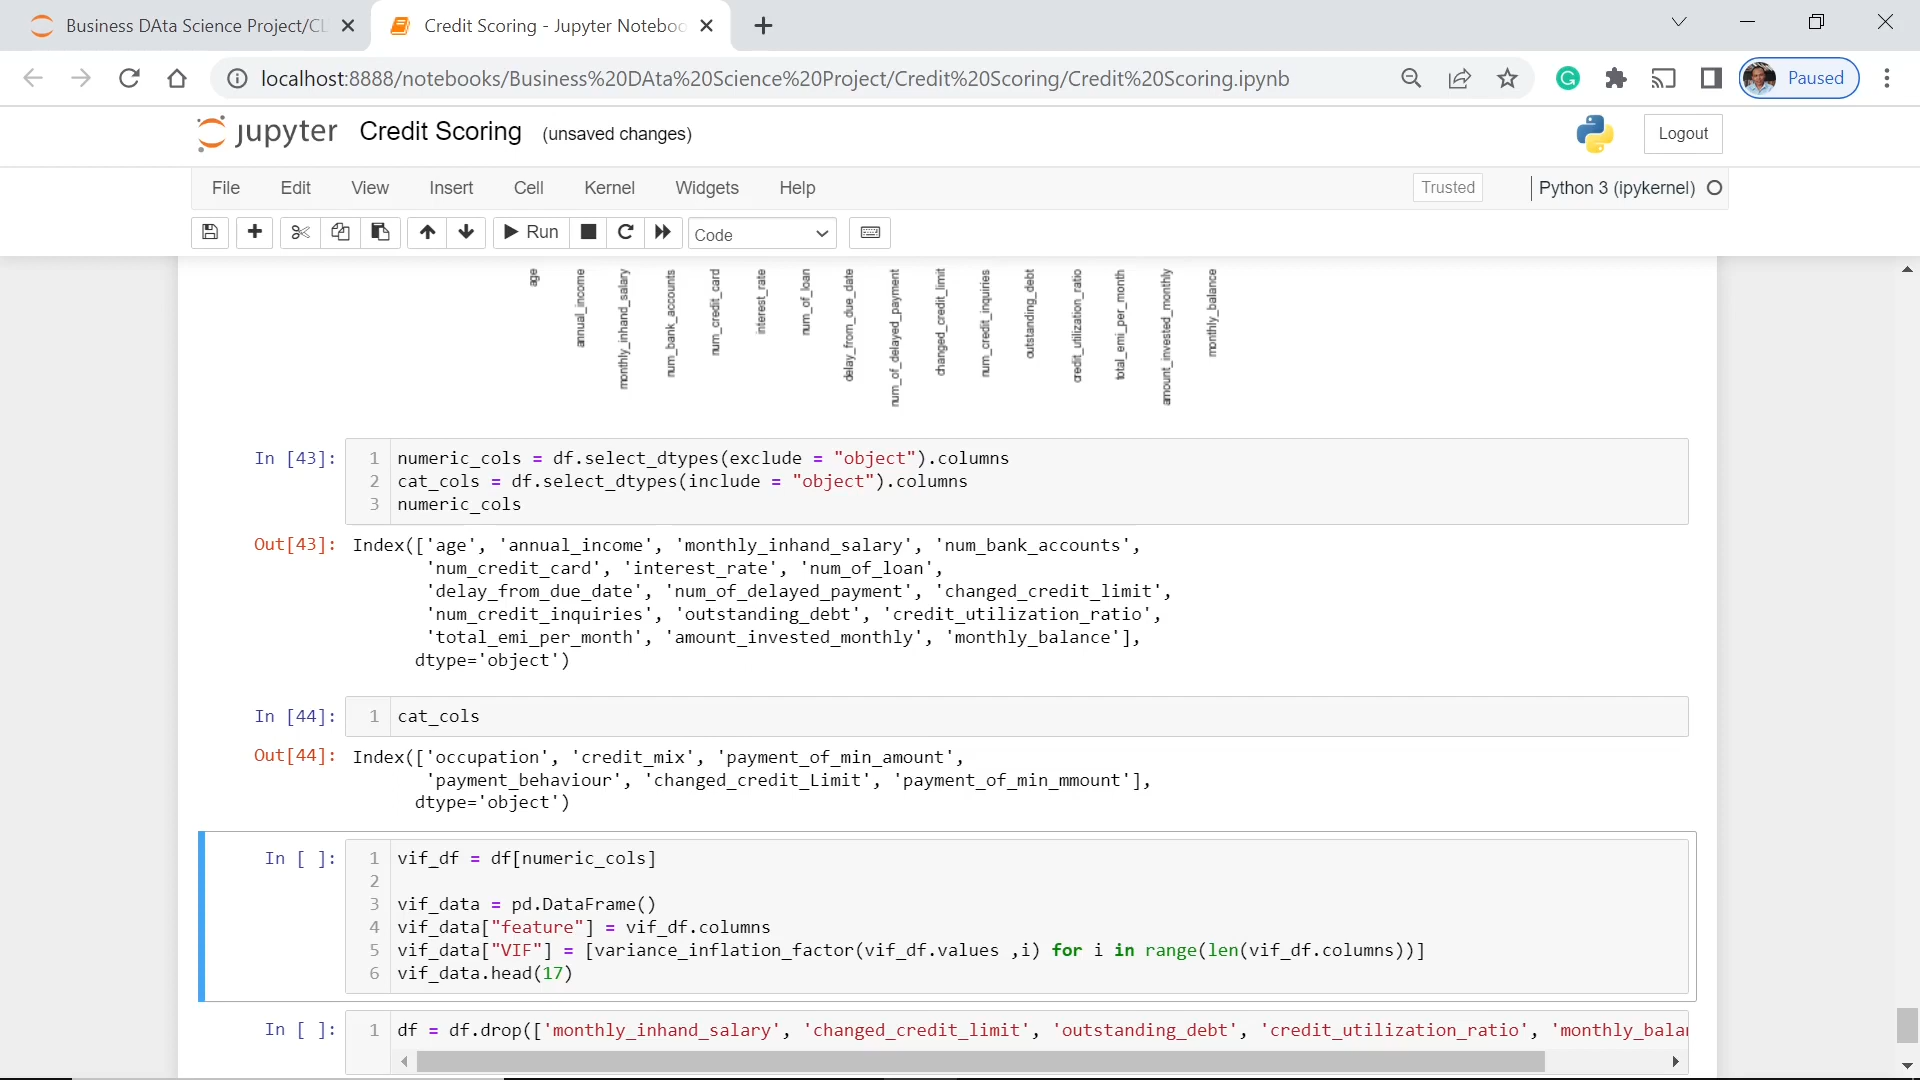 Business DAta Science Project/CL
Credit Scoring - Jupyter Noteboo
localhost:8888/notebooks/Business%20DAta%20Science%20Project/Credit%20Scoring/Credit%20Scoring.ipynb
Paused
jupyter Credit Scoring (unsaved changes)
Logout
File Edit View Insert Cell Kernel Widgets Help
Trusted
Python 3 (ipykernel)
Run
Code
age
annual_income
monthly_inhand_salary
num_bank_accounts
num_credit_card
interest_rate
num_of_loan
delay_from_due_date
num_of_delayed_payment
changed_credit_limit
num_credit_inquiries
outstanding_debt
credit_utilization_ratio
total_emi_per_month
amount_invested_monthly
monthly_balance
In [43]: 1 numeric_cols = df.select_dtypes(exclude = "object").columns
2 cat_cols = df.select_dtypes(include = "object").columns
3 numeric_cols
Out[43]: Index(['age', 'annual_income', 'monthly_inhand_salary', 'num_bank_accounts',
'num_credit_card', 'interest_rate', 'num_of_loan',
'delay_from_due_date', 'num_of_delayed_payment', 'changed_credit_limit',
'num_credit_inquiries', 'outstanding_debt', 'credit_utilization_ratio',
'total_emi_per_month', 'amount_invested_monthly', 'monthly_balance'],
dtype='object')
In [44]: 1 cat_cols
Out[44]: Index(['occupation', 'credit_mix', 'payment_of_min_amount',
'payment_behaviour', 'changed_credit_Limit', 'payment_of_min_mmount'],
dtype='object')
In [ ]: 1 vif_df = df[numeric_cols]
2
3 vif_data = pd.DataFrame()
4 vif_data["feature"] = vif_df.columns
5 vif_data["VIF"] = [variance_inflation_factor(vif_df.values ,i) for i in range(len(vif_df.columns))]
6 vif_data.head(17)
In [ ]: 1 df = df.drop(['monthly_inhand_salary', 'changed_credit_limit', 'outstanding_debt', 'credit_utilization_ratio', 'monthly_balan